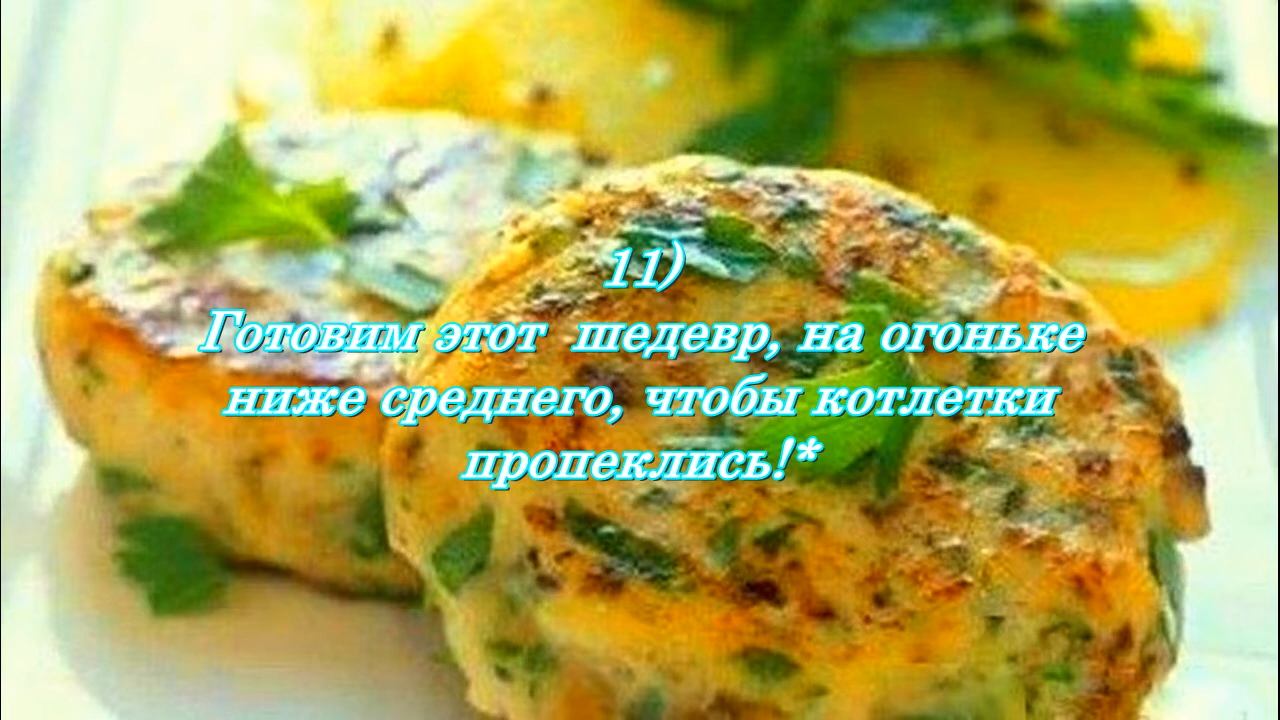 11)
Готовим этот шедевр, на огоньке
ниже среднего, чтобы котлетки
пропеклись!*